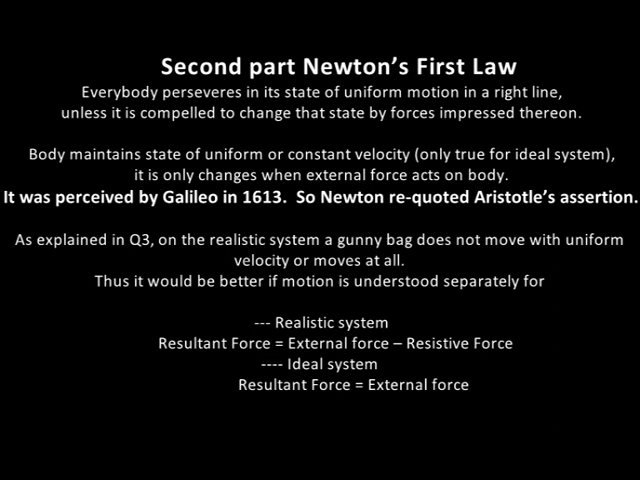 Second part Newton’s First Law
Everybody perseveres in its state of uniform motion in a right line,
unless it is compelled to change that state by forces impressed thereon.
Body maintains state of uniform or constant velocity (only true for ideal system),
it is only changes when external force acts on body.
It was perceived by Galileo in 1613.  So Newton re-quoted Aristotle’s assertion.
As explained in Q3, on the realistic system a gunny bag does not move with uniform
velocity or moves at all.
Thus it would be better if motion is understood separately for
--- Realistic system
Resultant Force = External force – Resistive Force
---- Ideal system
Resultant Force = External force